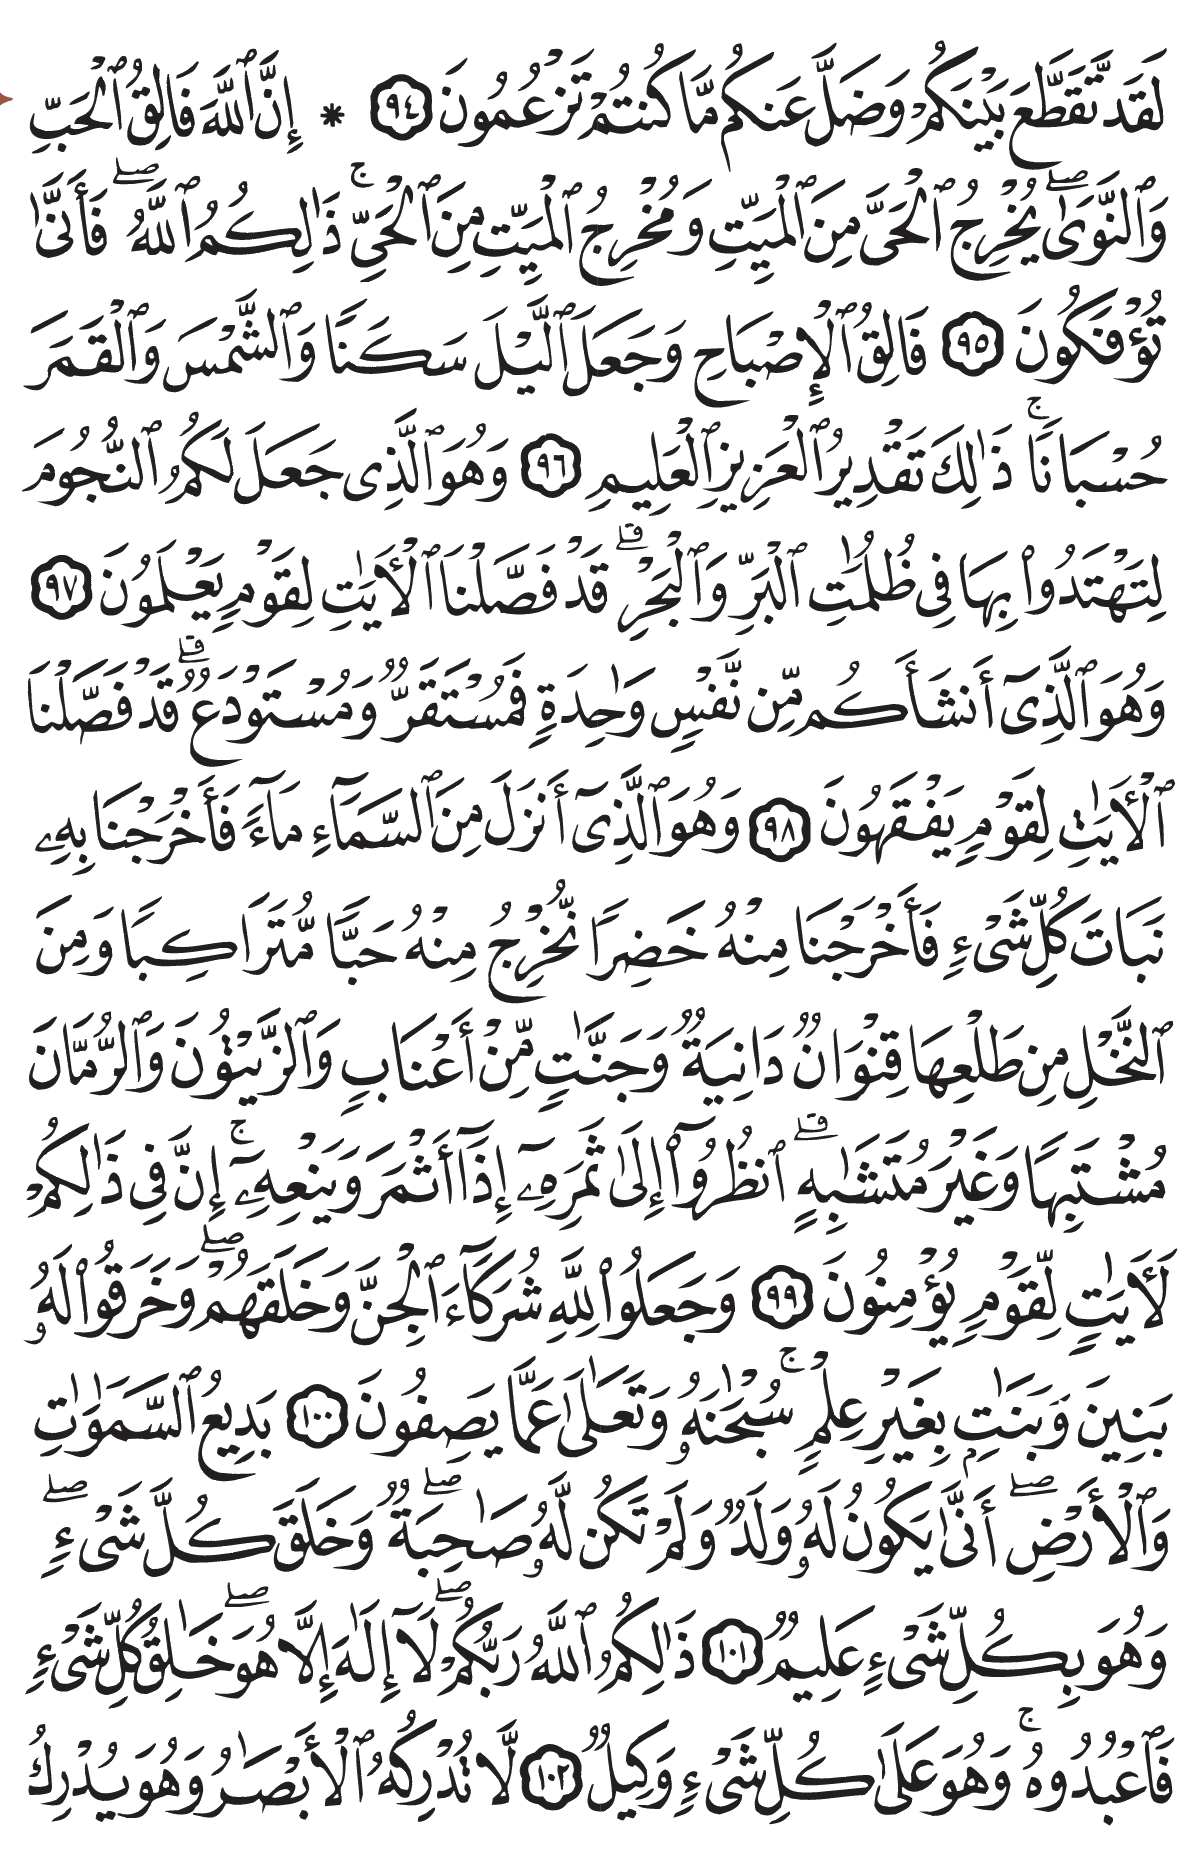 لَقَد تَّقَطَّعَ بَيْنَكُمْ وَضَلَّ عَنكُم مَّا كُنتُمْ تَزْعُمُونَ ٩٤ * إِنَّ ٱللَّهَ فَالِقُ ٱلْحَبِّ
وَٱلنَّوَىٰۖ يُخْرِجُ ٱلْحَىَّ مِنَ ٱلْمَيِّتِ وَمُخْرِجُ ٱلْمَيِّتِ مِنَ ٱلْحَىِّۚ ذَٰلِكُمُ ٱللَّهُۖ فَأَنَّىٰ
تُؤْفَكُونَ ٩٥ فَالِقُ ٱلْإِصْبَاحِ وَجَعَلَ ٱلَّيْلَ سَكَنًا وَٱلشَّمْسَ وَٱلْقَمَرَ
حُسْبَانًاۚ ذَٰلِكَ تَقْدِيرُ ٱلْعَزِيزِ ٱلْعَلِيمِ ٩٦ وَهُوَ ٱلَّذِى جَعَلَ لَكُمُ ٱلنُّجُومَ
لِتَهْتَدُوا۟ بِهَا فِى ظُلُمَٰتِ ٱلْبَرِّ وَٱلْبَحْرِۗ قَدْ فَصَّلْنَا ٱلْـَٔايَٰتِ لِقَوْمٍ يَعْلَمُونَ ٩٧
وَهُوَ ٱلَّذِىٓ أَنشَأَكُم مِّن نَّفْسٍ وَٰحِدَةٍ فَمُسْتَقَرٌّ وَمُسْتَوْدَعٌۗ قَدْ فَصَّلْنَا
ٱلْـَٔايَٰتِ لِقَوْمٍ يَفْقَهُونَ ٩٨ وَهُوَ ٱلَّذِىٓ أَنزَلَ مِنَ ٱلسَّمَآءِ مَآءً فَأَخْرَجْنَا بِهِۦ
نَبَاتَ كُلِّ شَىْءٍ فَأَخْرَجْنَا مِنْهُ خَضِرًا نُّخْرِجُ مِنْهُ حَبًّا مُّتَرَاكِبًا وَمِنَ
ٱلنَّخْلِ مِن طَلْعِهَا قِنْوَانٌ دَانِيَةٌ وَجَنَّٰتٍ مِّنْ أَعْنَابٍ وَٱلزَّيْتُونَ وَٱلرُّمَّانَ
مُشْتَبِهًا وَغَيْرَ مُتَشَٰبِهٍۗ ٱنظُرُوٓا۟ إِلَىٰ ثَمَرِهِۦٓ إِذَآ أَثْمَرَ وَيَنْعِهِۦٓۚ إِنَّ فِى ذَٰلِكُمْ
لَـَٔايَٰتٍ لِّقَوْمٍ يُؤْمِنُونَ ٩٩ وَجَعَلُوا۟ لِلَّهِ شُرَكَآءَ ٱلْجِنَّ وَخَلَقَهُمْۖ وَخَرَقُوا۟ لَهُۥ
بَنِينَ وَبَنَٰتٍۭ بِغَيْرِ عِلْمٍۚ سُبْحَٰنَهُۥ وَتَعَٰلَىٰ عَمَّا يَصِفُونَ ١٠٠ بَدِيعُ ٱلسَّمَٰوَٰتِ
وَٱلْأَرْضِۖ أَنَّىٰ يَكُونُ لَهُۥ وَلَدٌ وَلَمْ تَكُن لَّهُۥ صَٰحِبَةٌۖ وَخَلَقَ كُلَّ شَىْءٍۖ
وَهُوَ بِكُلِّ شَىْءٍ عَلِيمٌ ١٠١ ذَٰلِكُمُ ٱللَّهُ رَبُّكُمْۖ لَآ إِلَٰهَ إِلَّا هُوَۖ خَٰلِقُ كُلِّ شَىْءٍ
فَٱعْبُدُوهُۚ وَهُوَ عَلَىٰ كُلِّ شَىْءٍ وَكِيلٌ ١٠٢ لَّا تُدْرِكُهُ ٱلْأَبْصَٰرُ وَهُوَ يُدْرِكُ